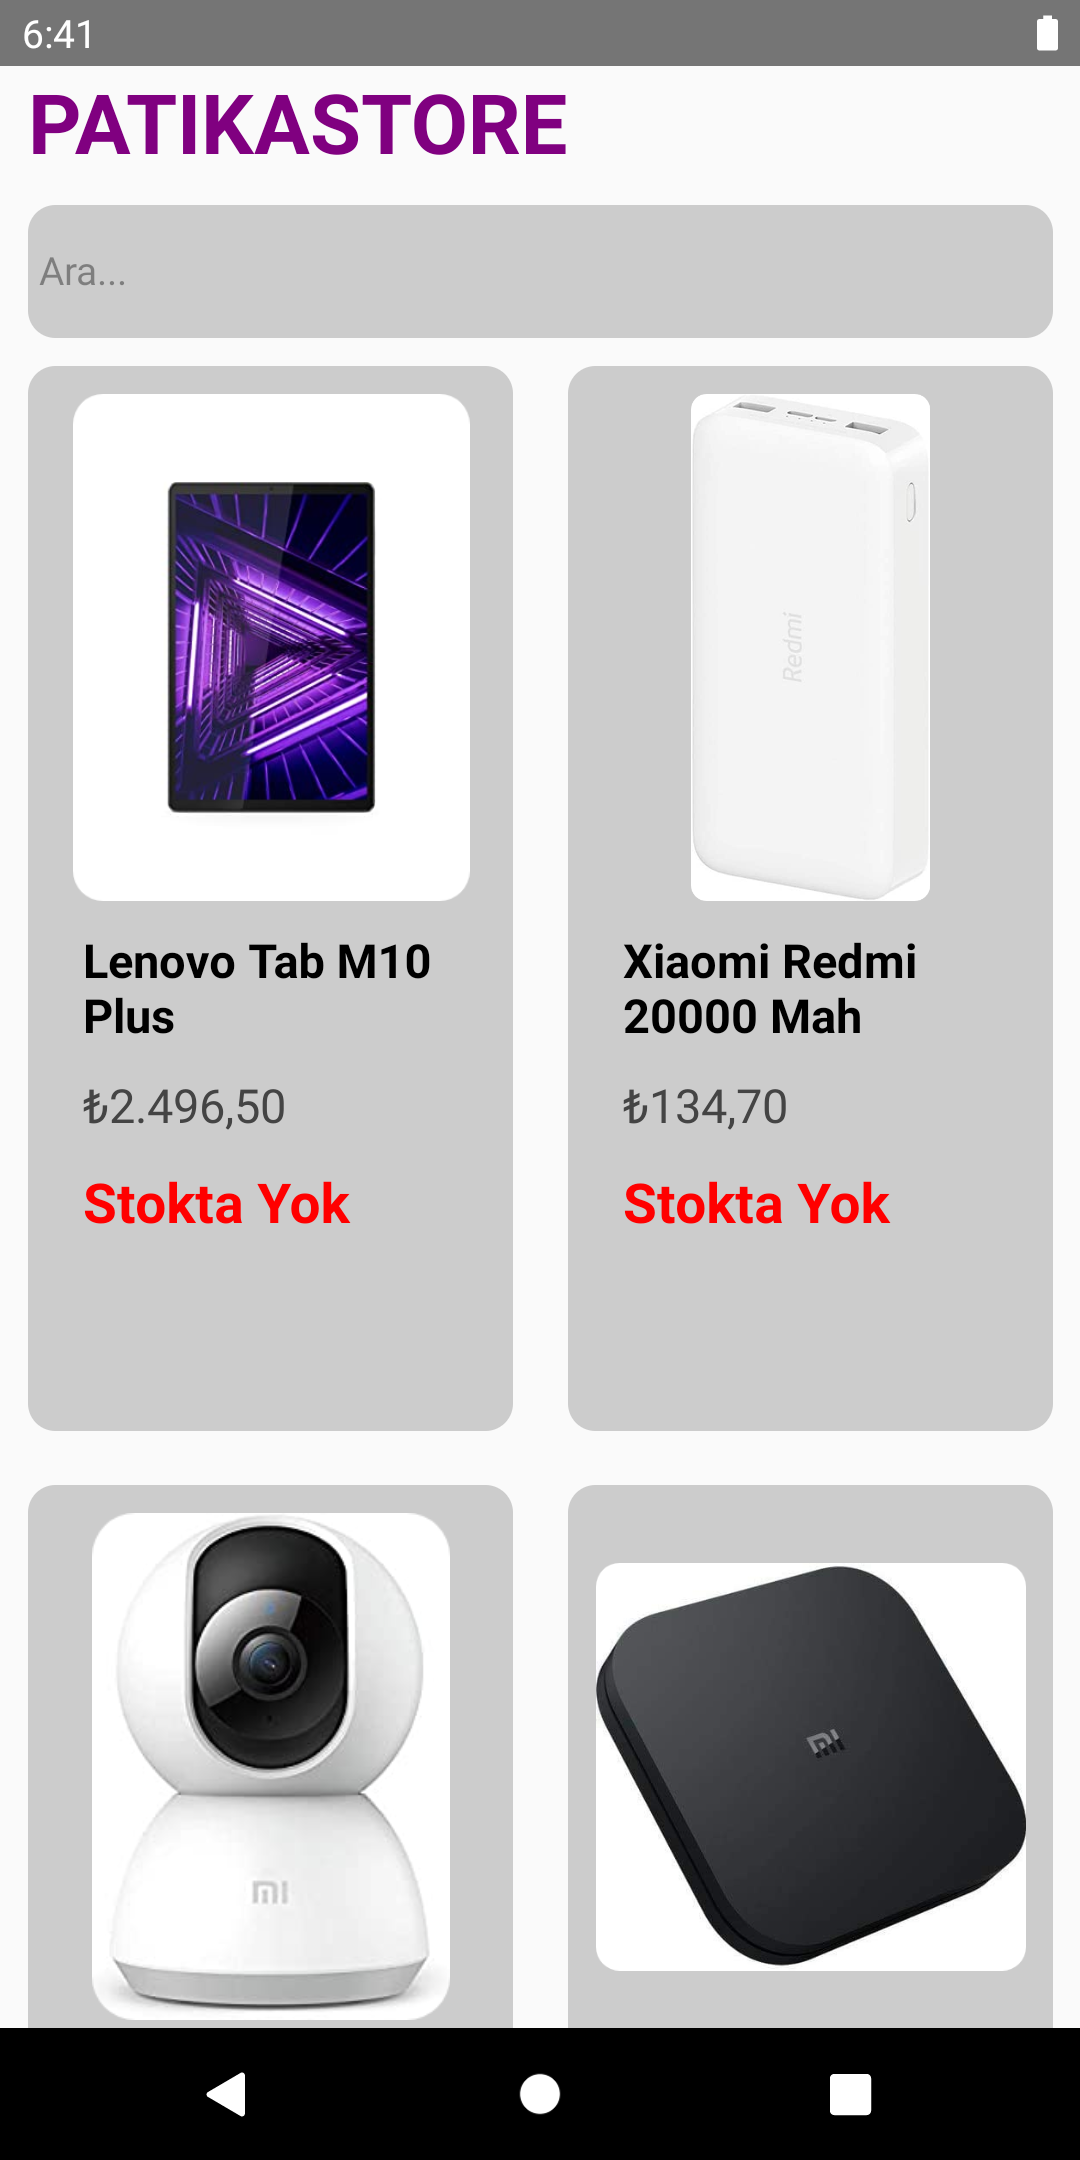 6:41
PATIKASTORE
Ara...
Redmi
Lenovo Tab M10
Plus
₺2.496,50
Stokta Yok
Xiaomi Redmi
20000 Mah
₺134,70
Stokta Yok
mi
mi